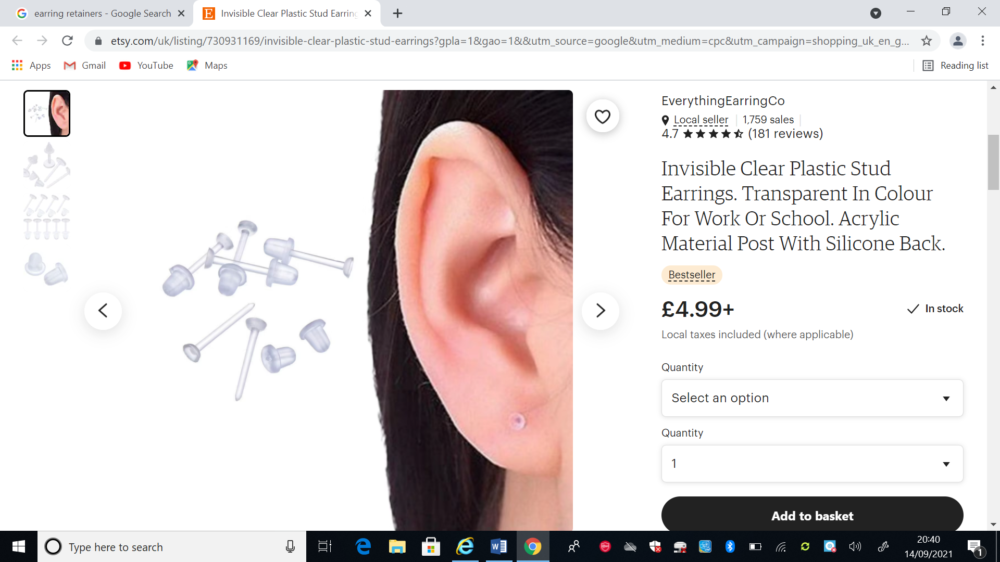 earring retainers - Google Search
Invisible Clear Plastic Stud Earring
etsy.com/uk/listing/730931169/invisible-clear-plastic-stud-earrings?gpla=1&gao=1&&utm_source=google&utm_medium=cpc&utm_campaign=shopping_uk_en_g...
Apps
Gmail
YouTube
Maps
Reading list
EverythingEarringCo
Local seller
1,759 sales
4.7
(181 reviews)
Invisible Clear Plastic Stud
Earrings. Transparent In Colour
For Work Or School. Acrylic
Material Post With Silicone Back.
Bestseller
£4.99+
In stock
Local taxes included (where applicable)
Quantity
Select an option
Quantity
1
Add to basket
Type here to search
20:40
14/09/2021
1